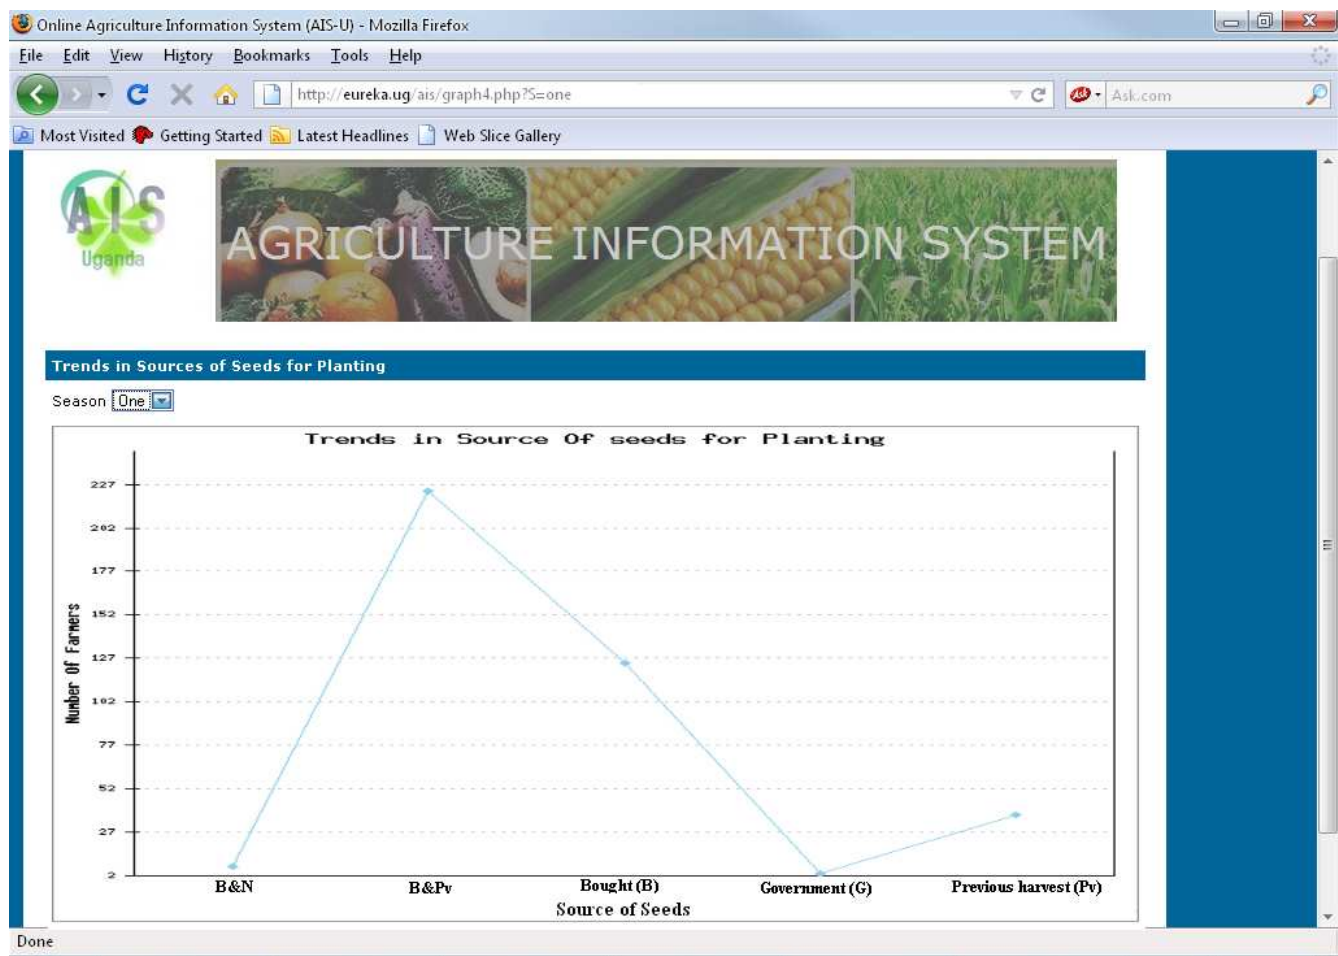 Online Agriculture Information System (AIS-U) - Mozilla Firefox
File Edit View History Bookmarks Tools Help
http://eureka.ug/ais/graph4.php?S=one
Ask Ask.com
Most Visited Getting Started Latest Headlines Web Slice Gallery
AIS
Uganda
AGRICULTURE INFORMATION SYSTEM
Trends in Sources of Seeds for Planting
Season One
Trends in Source Of seeds for Planting
Number Of Farmers
227
202
177
152
127
102
77
52
27
2
B&N B&Pv Bought (B) Government (G) Previous harvest (Pv)
Source of Seeds
Done